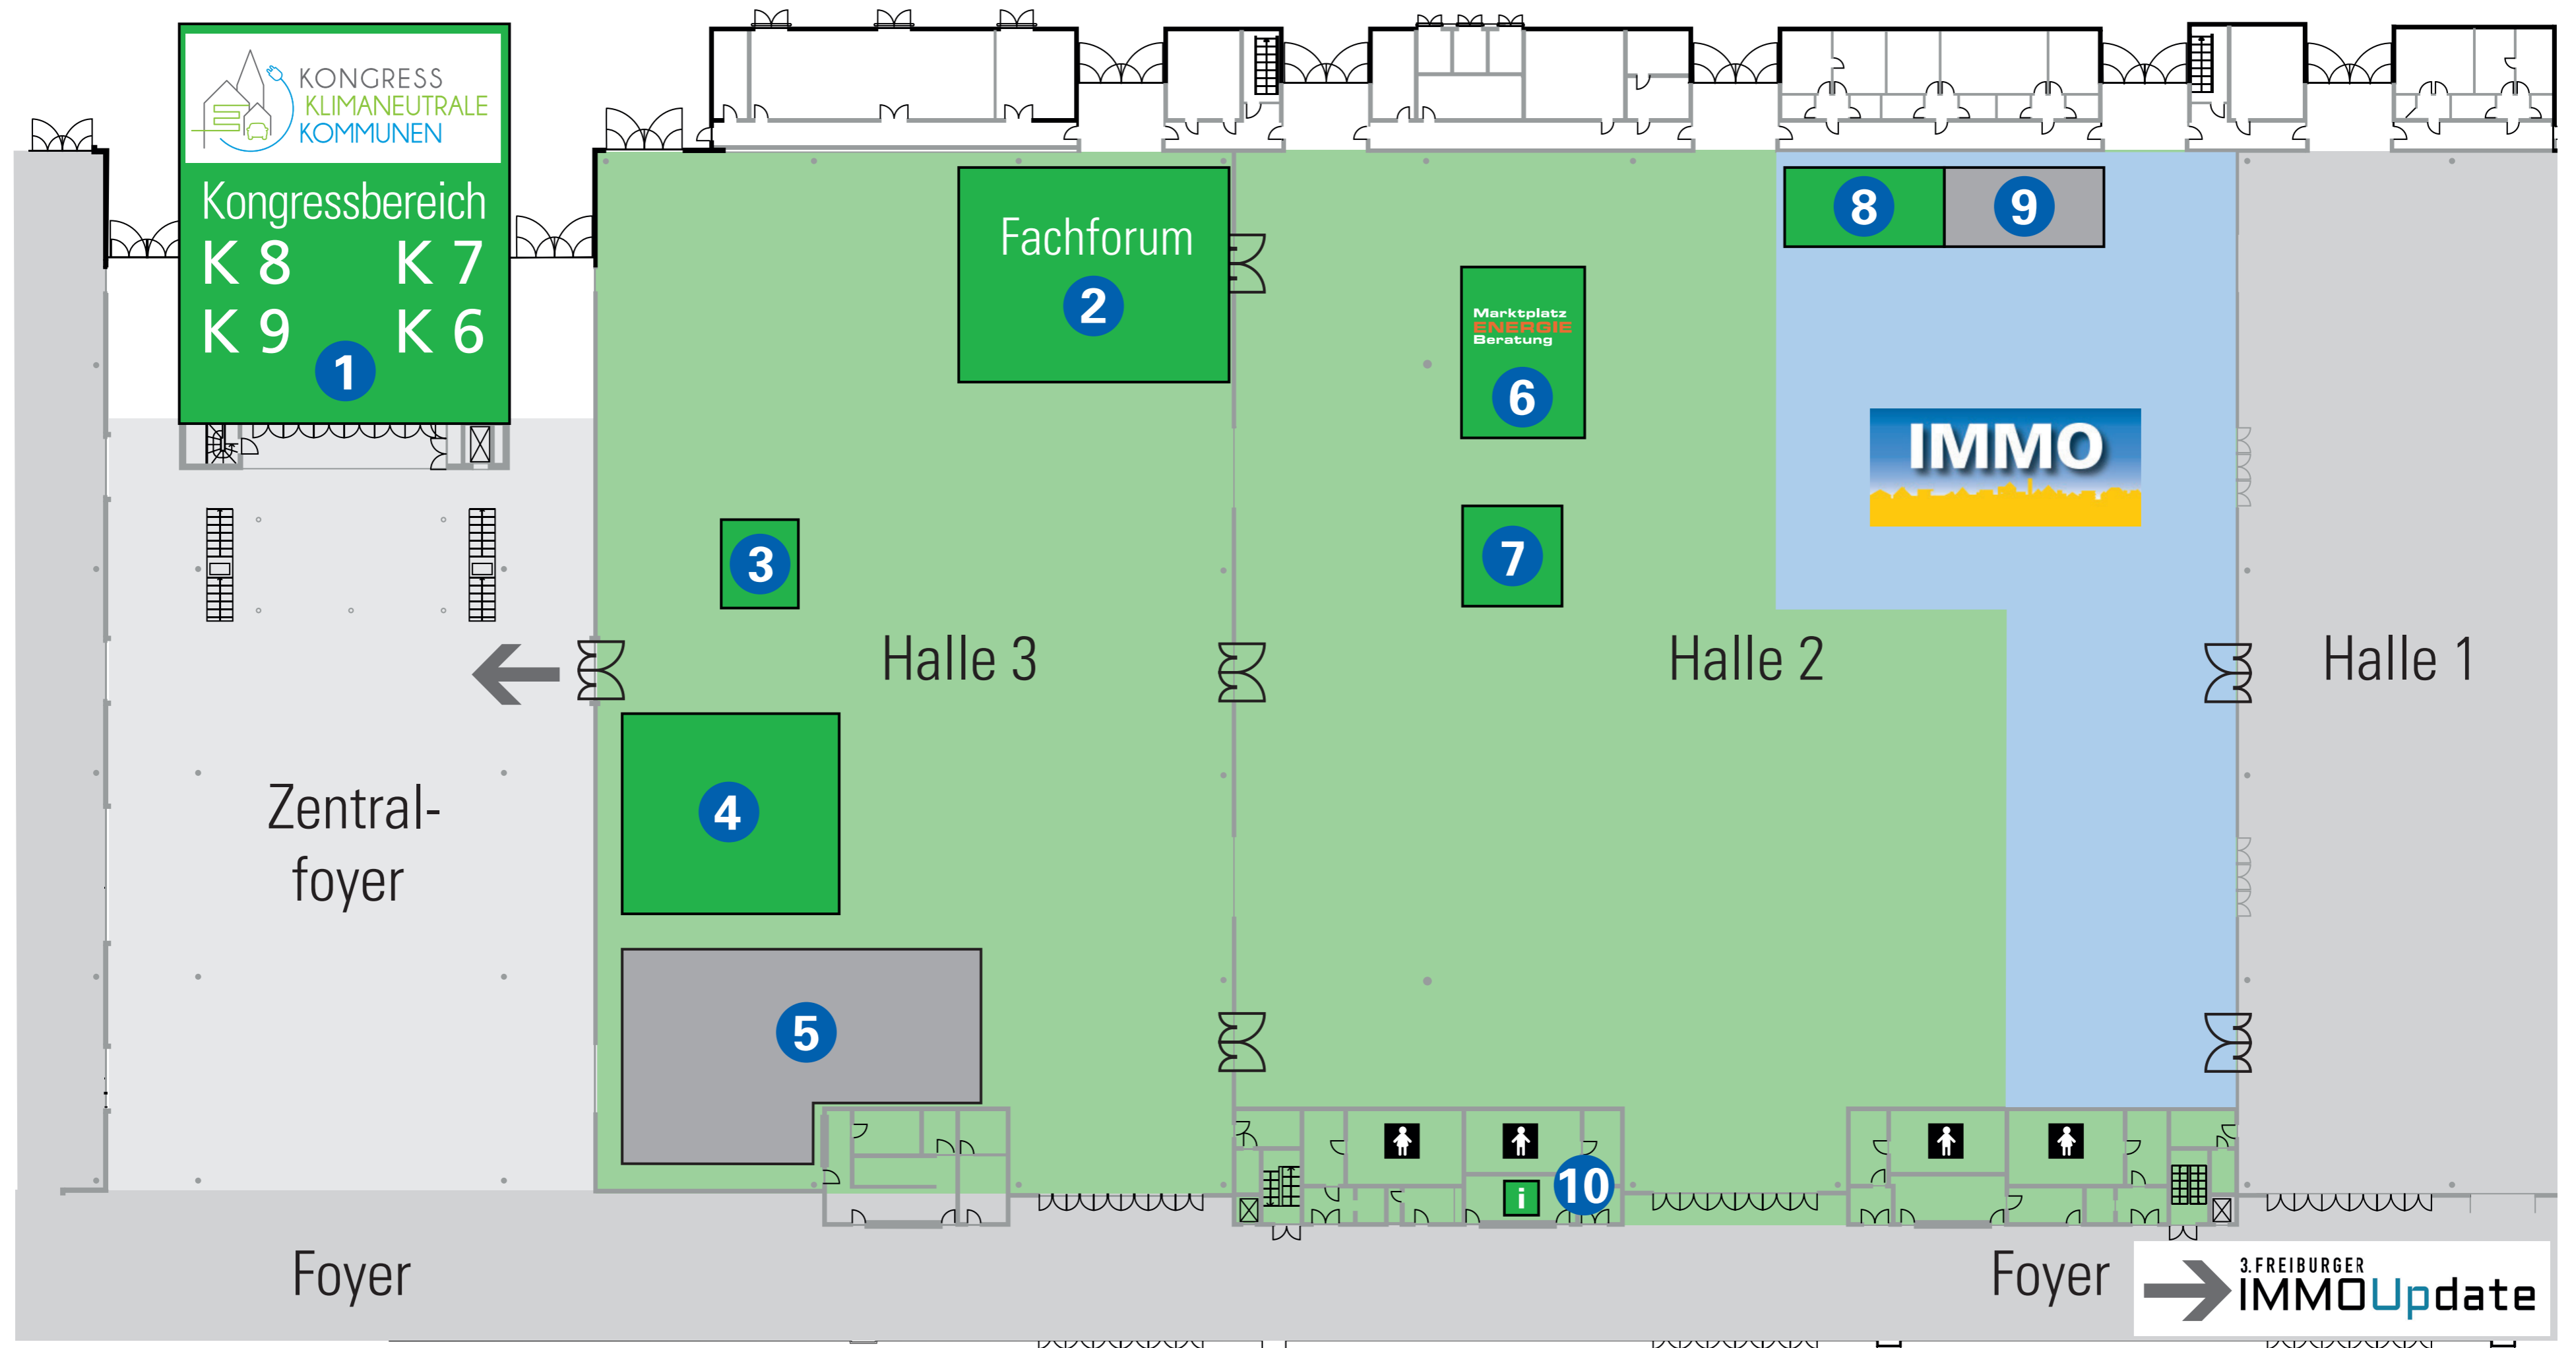 KONGRESS
KLIMANEUTRALE
KOMMUNEN
Kongressbereich
K 8 K 7
K 9 K 6
1
Fachforum
2
8 9
Marktplatz
ENERGIE
Beratung
6
IMMO
3
7
Halle 3
Halle 2
Halle 1
4
Zentral-
foyer
5
10
i
Foyer
Foyer
3. FREIBURGER
IMMOUpdate